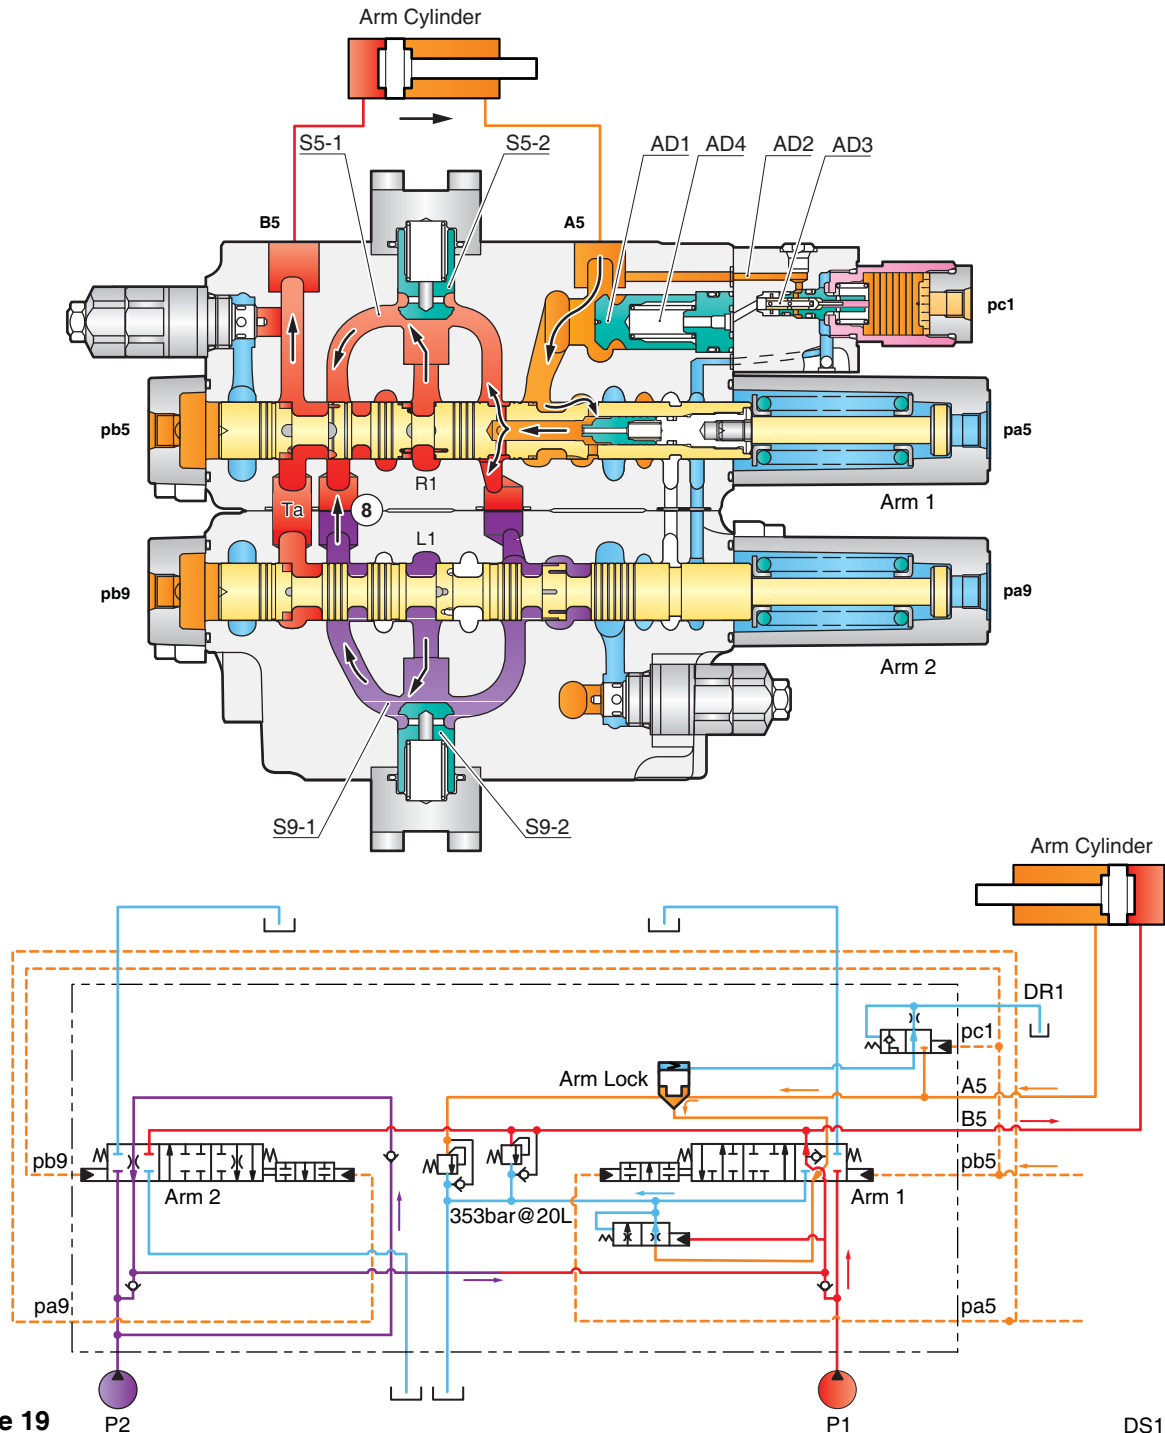 Arm Cylinder
S5-1
S5-2
AD1
AD4
AD2
AD3
B5
A5
pc1
pb5
pa5
R1
Arm 1
Ta
8
L1
pb9
pa9
Arm 2
S9-1
S9-2
Arm Cylinder
DR1
pc1
Arm Lock
A5
B5
pb9
pb5
Arm 2
Arm 1
353bar@20L
pa9
pa5
e 19
P2
P1
DS1